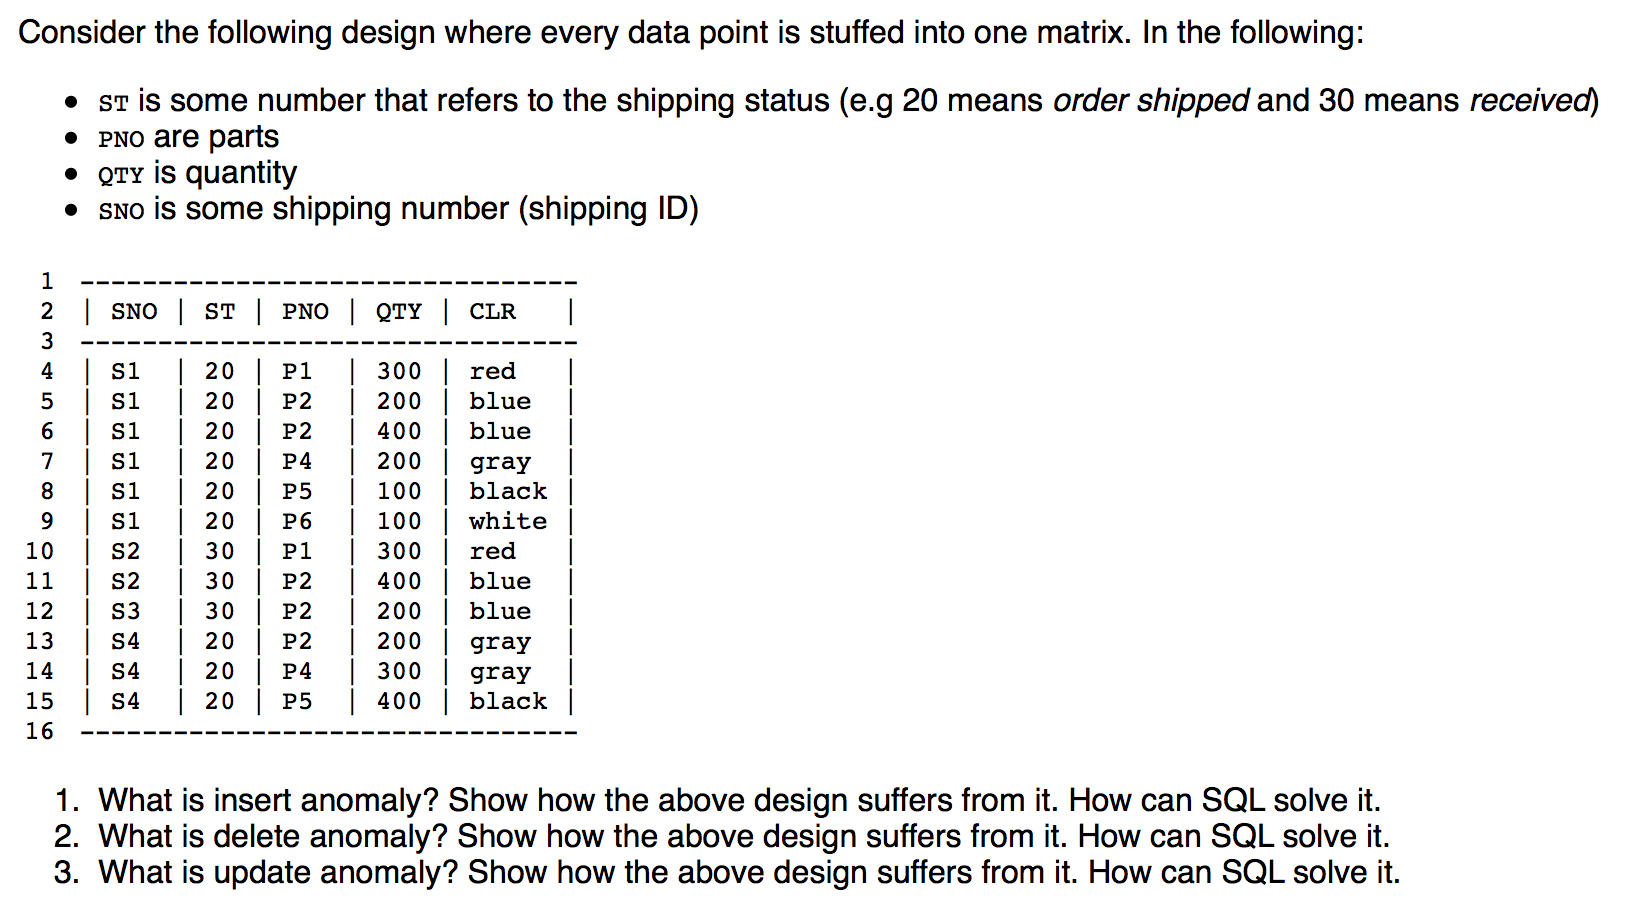 Consider the following design where every data point is stuffed into one matrix. In the following:
• ST is some number that refers to the shipping status (e.g 20 means order shipped and 30 means received)
• PNO are parts
• QTY is quantity
• SNO is some shipping number (shipping ID)
1 --------------------------------
2 | SNO | ST | PNO | QTY | CLR |
3 --------------------------------
4 | S1 | 20 | P1 | 300 | red |
5 | S1 | 20 | P2 | 200 | blue |
6 | S1 | 20 | P2 | 400 | blue |
7 | S1 | 20 | P4 | 200 | gray |
8 | S1 | 20 | P5 | 100 | black |
9 | S1 | 20 | P6 | 100 | white |
10 | S2 | 30 | P1 | 300 | red |
11 | S2 | 30 | P2 | 400 | blue |
12 | S3 | 30 | P2 | 200 | blue |
13 | S4 | 20 | P2 | 200 | gray |
14 | S4 | 20 | P4 | 300 | gray |
15 | S4 | 20 | P5 | 400 | black |
16 --------------------------------
1. What is insert anomaly? Show how the above design suffers from it. How can SQL solve it.
2. What is delete anomaly? Show how the above design suffers from it. How can SQL solve it.
3. What is update anomaly? Show how the above design suffers from it. How can SQL solve it.